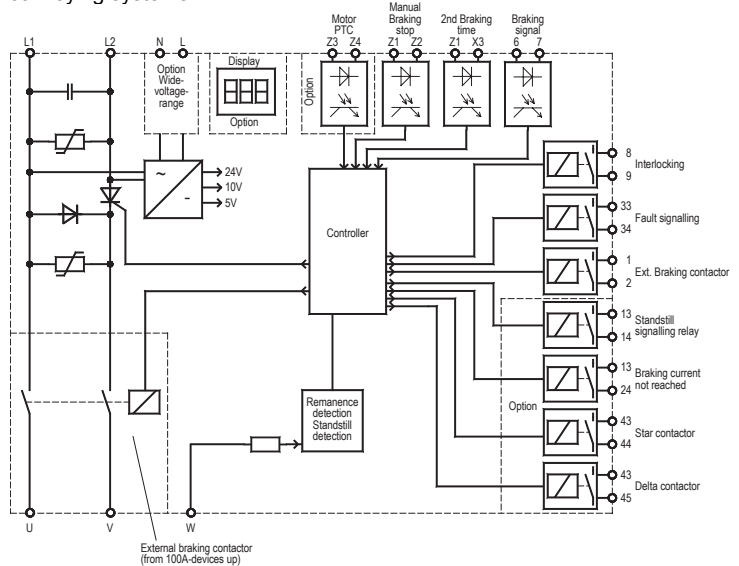 Motor
PTC
Manual
Braking
stop
2nd Braking
time
Braking
signal
L1
L2
N
L
Z3
Z4
Z1
Z2
Z1
X3
6
7
Option
Wide-
voltage-
range
Display
Option
Option
~
-
24V
10V
5V
Controller
8
9
Interlocking
33
34
Fault signalling
1
2
Ext. Braking contactor
13
14
Standstill
signalling relay
13
24
Braking current
not reached
Option
43
44
Star contactor
43
45
Delta contactor
Remanence
detection
Standstill
detection
U
V
W
External braking contactor
(from 100A-devices up)